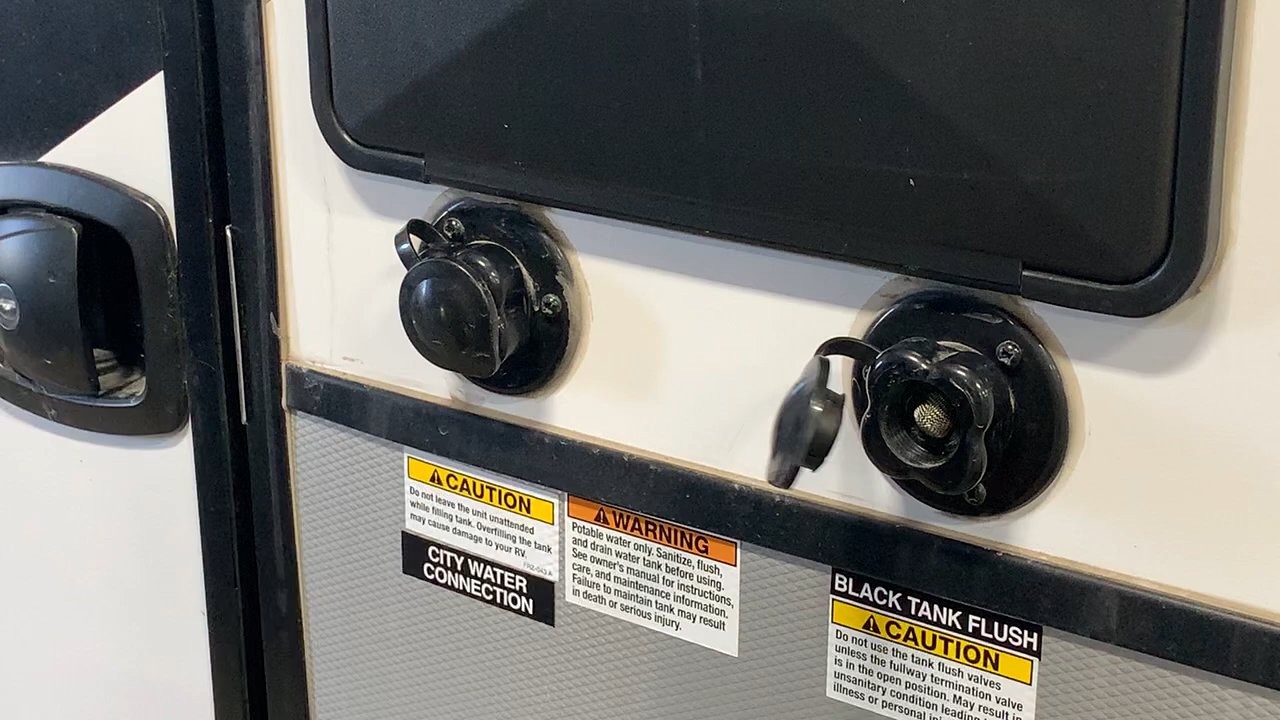 CAUTION
Do not leave the unit unattended
while filling tank. Overfilling the tank
may cause damage to your RV.
FRZ-043 A
CITY WATER
CONNECTION
WARNING
Potable water only. Sanitize, flush,
and drain water tank before using.
See owner's manual for instructions,
care, and maintenance information.
Failure to maintain tank may result
in death or serious injury.
BLACK TANK FLUSH
CAUTION
Do not use the tank flush valves
unless the fullway termination valve
is in the open position. May result in
unsanitary condition leading
illness or personal